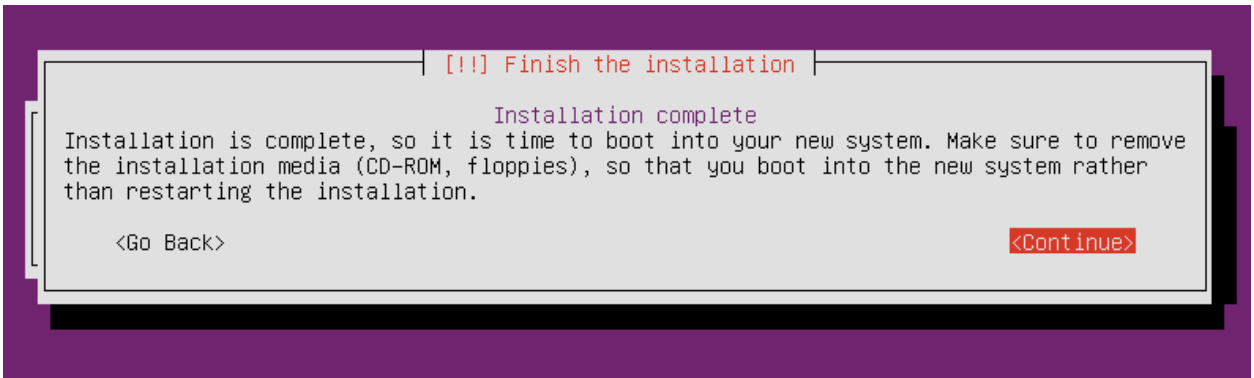 [!!] Finish the installation
Installation complete
Installation is complete, so it is time to boot into your new system. Make sure to remove
the installation media (CD-ROM, floppies), so that you boot into the new system rather
than restarting the installation.
<Go Back> <Continue>